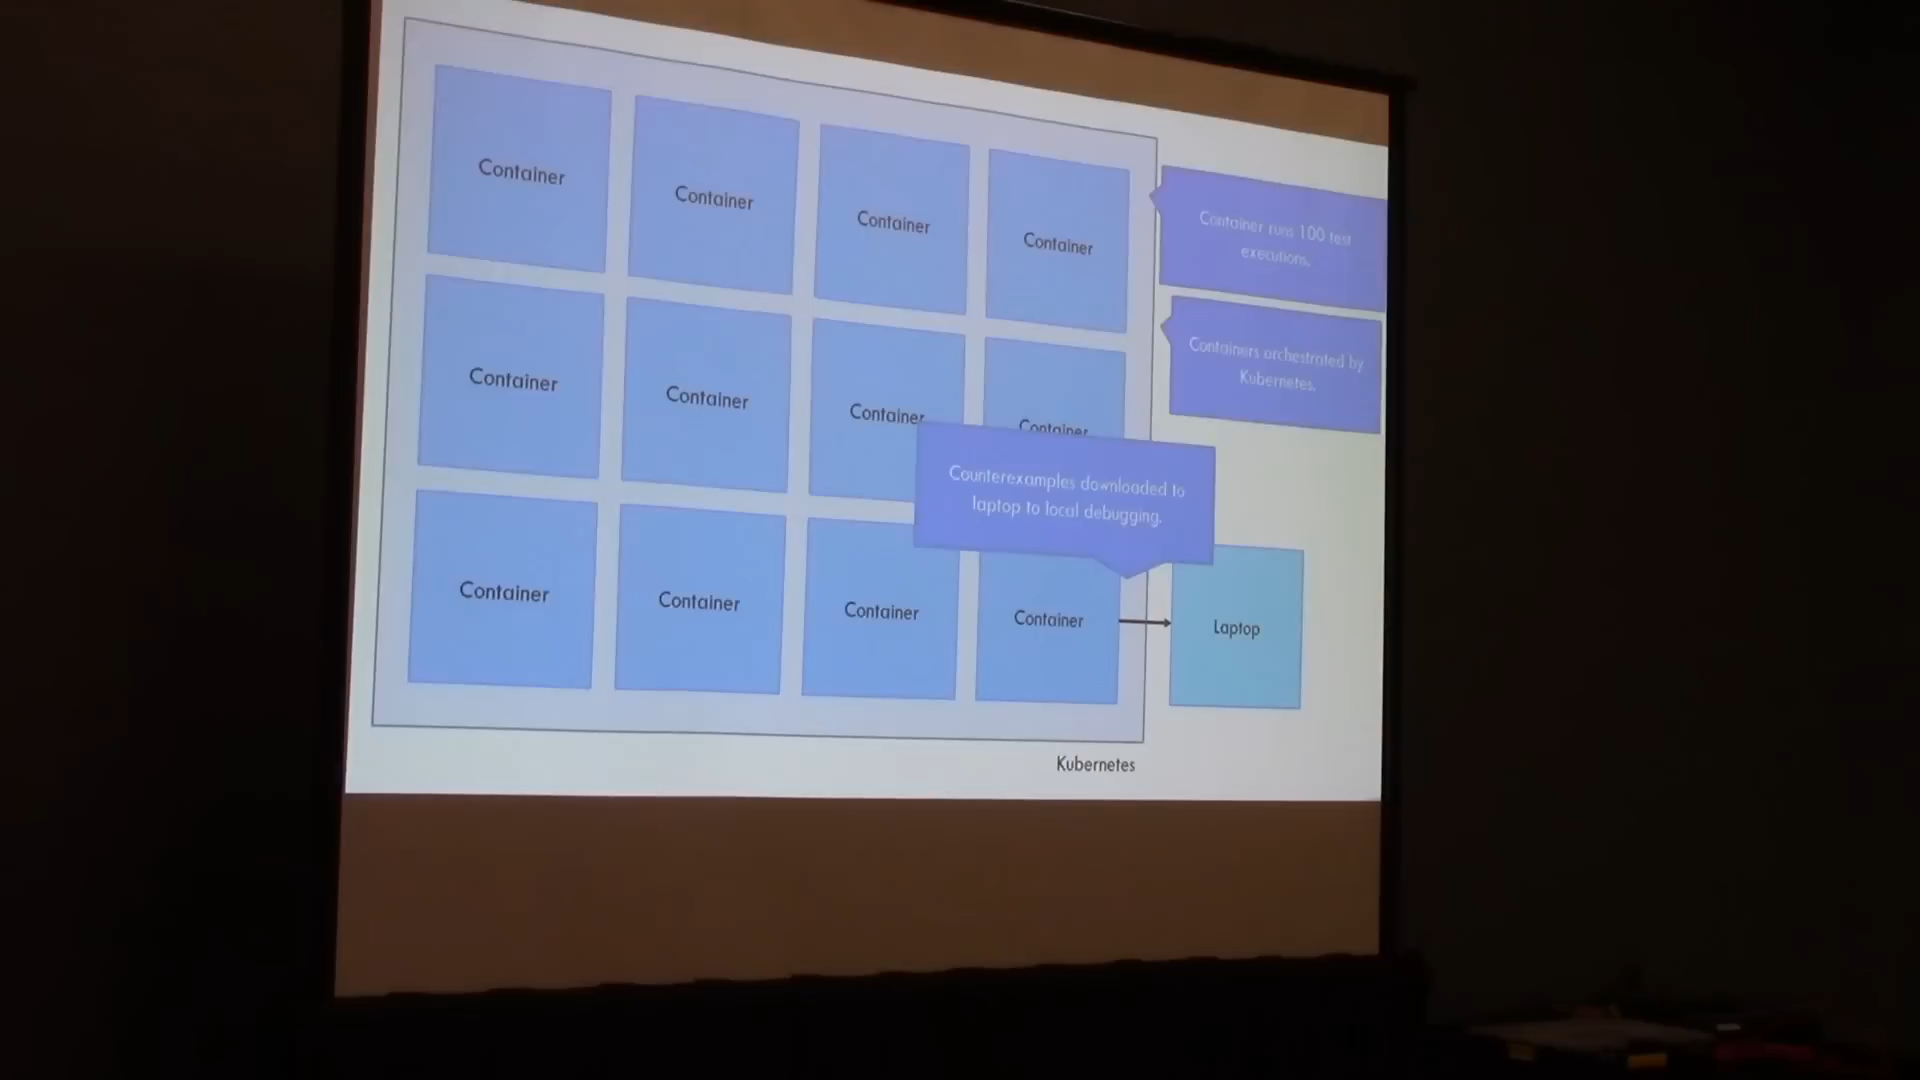 Container
Container
Container
Container
Container runs 100 test
executions.
Container
Container
Container
Container
Containers orchestrated by
Kubernetes.
Counterexamples downloaded to
laptop to local debugging.
Container
Container
Container
Container
Laptop
Kubernetes